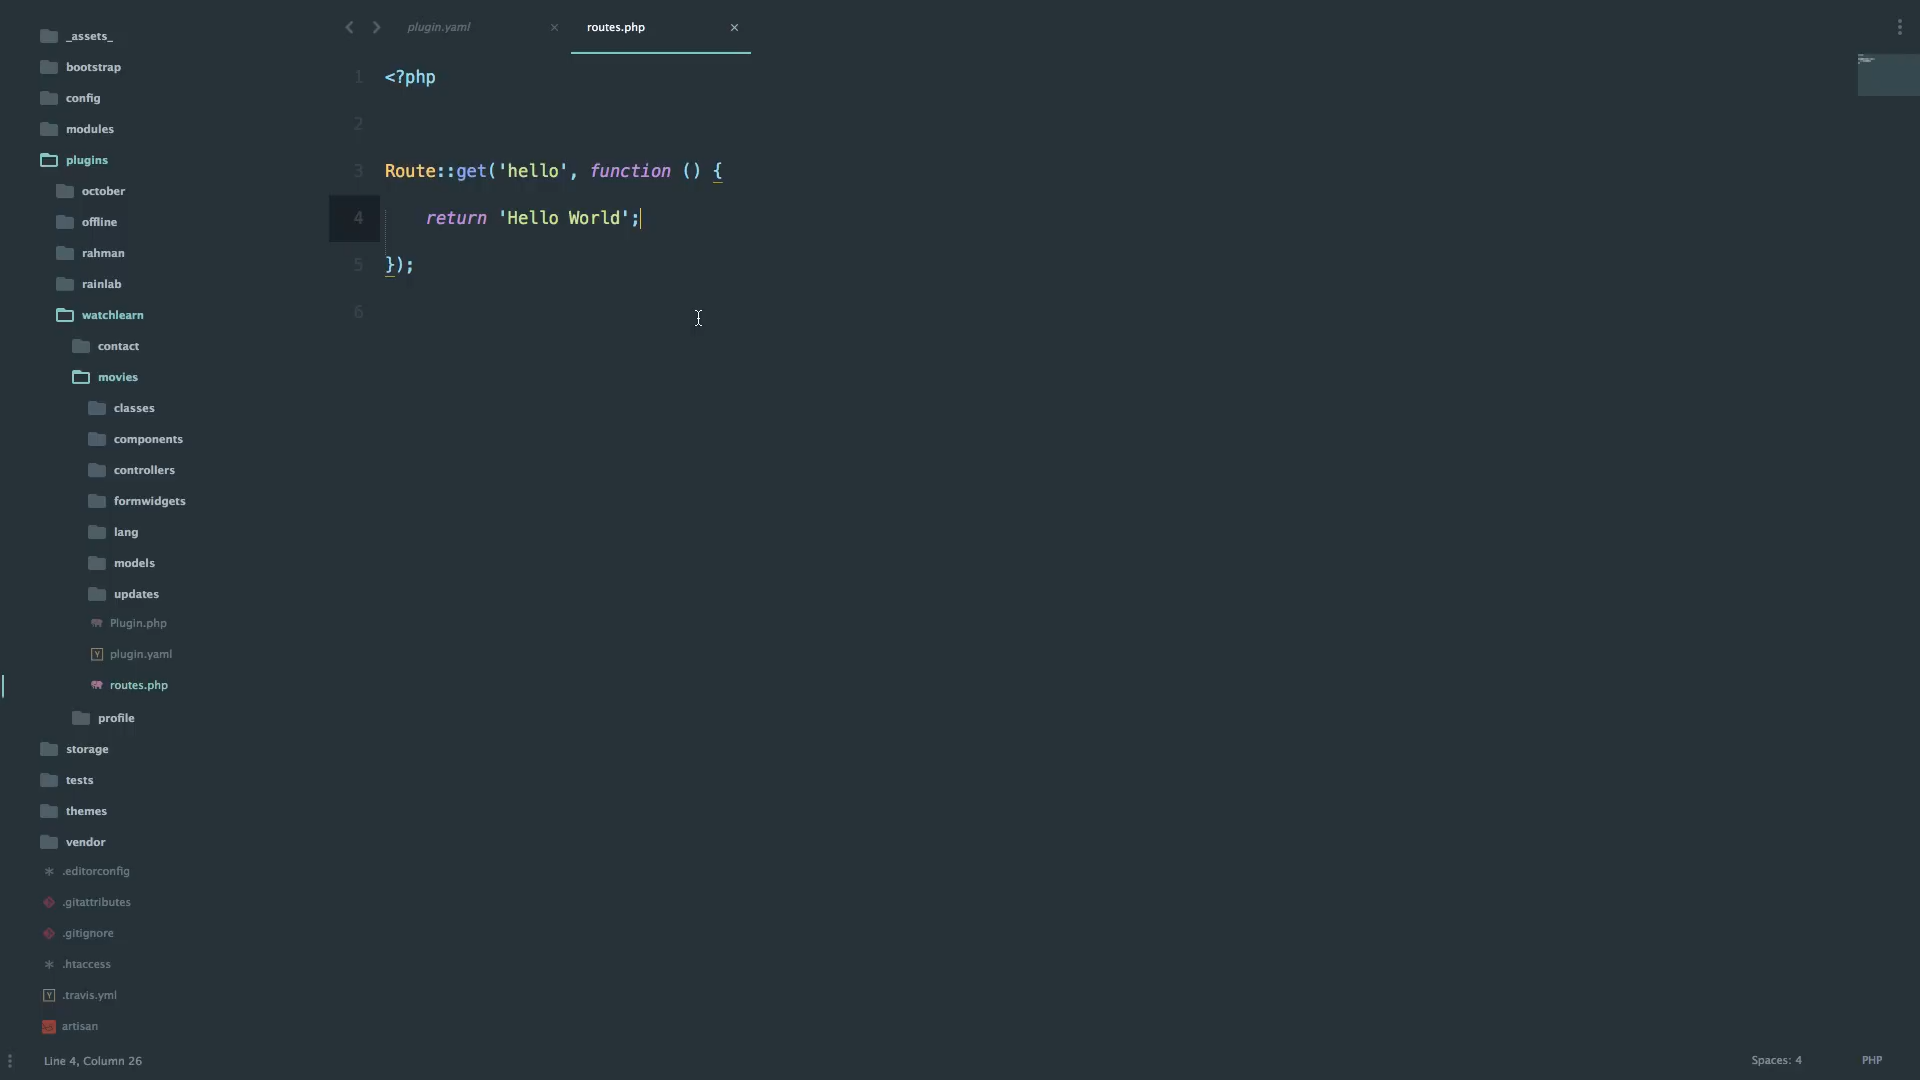 _assets_
bootstrap
config
modules
plugins
october
offline
rahman
rainlab
watchlearn
contact
movies
classes
components
controllers
formwidgets
lang
models
updates
Plugin.php
plugin.yaml
routes.php
profile
storage
tests
themes
vendor
.editorconfig
.gitattributes
.gitignore
.htaccess
.travis.yml
artisan
plugin.yaml × routes.php ×
1 <?php
2
3 Route::get('hello', function () {
4     return 'Hello World';
5 });
6
Line 4, Column 26
Spaces: 4 PHP